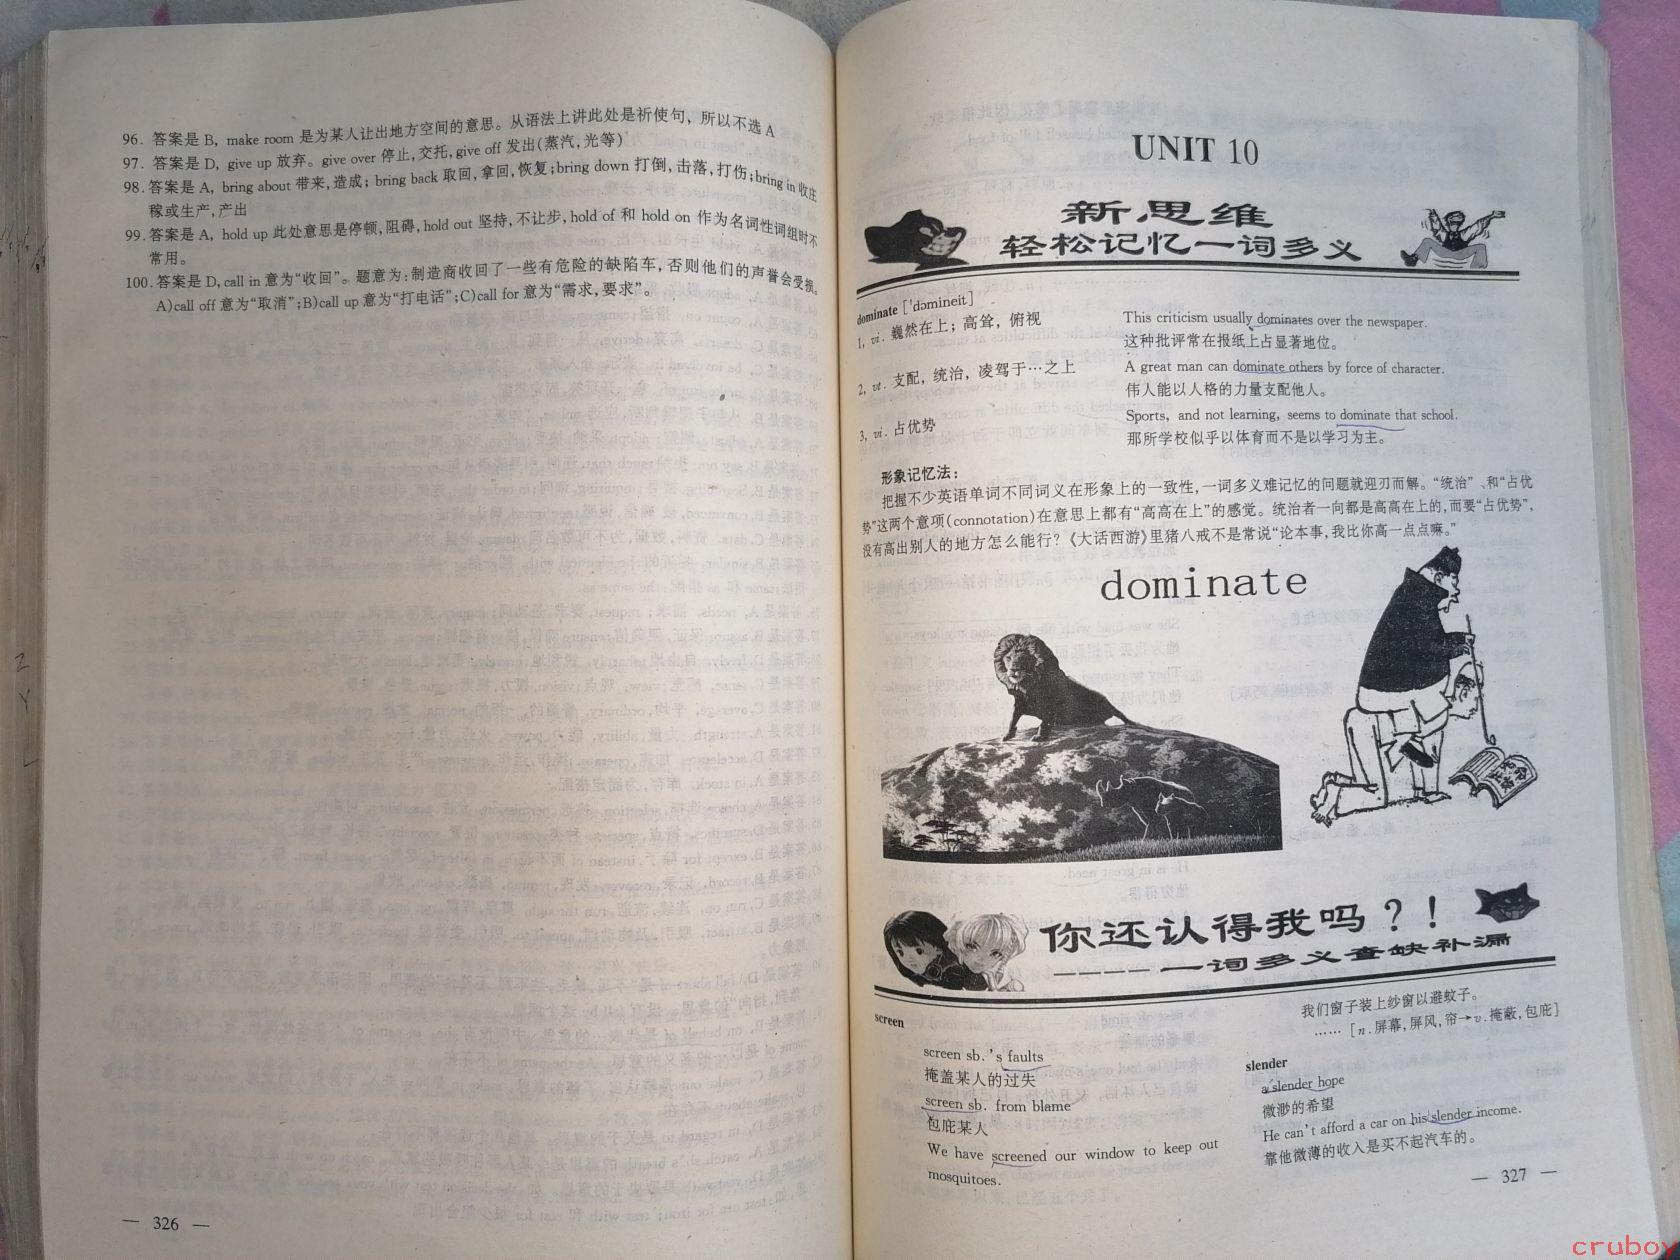 96. 答案是 B, make room 是为某人让出地方空间的意思。从语法上讲此处是祈使句，所以不选 A
97. 答案是 D, give up 放弃。give over 停止,交托,give off 发出(蒸汽,光等)
98. 答案是 A, bring about 带来,造成; bring back 取回,拿回,恢复;bring down 打倒,击落,打伤;bring in 收庄
稼或生产,产出
99. 答案是 A, hold up 此处意思是停顿,阻碍,hold out 坚持,不让步,hold of 和 hold on 作为名词性词组时不
常用。
100. 答案是 D,call in 意为“收回”。题意为:制造商收回了一些有危险的缺陷车，否则他们的声誉会受损。
A)call off 意为“取消”;B)call up 意为“打电话”;C)call for 意为“需求,要求”。
— 326 —
UNIT 10
新思维
轻松记忆一词多义
dominate ['dɔmineit]
1, vi. 巍然在上；高耸，俯视
This criticism usually dominates over the newspaper.
这种批评常在报纸上占显著地位。
2, vt. 支配，统治，凌驾于…之上
A great man can dominate others by force of character.
伟人能以人格的力量支配他人。
3, vi. 占优势
Sports, and not learning, seems to dominate that school.
那所学校似乎以体育而不是以学习为主。
形象记忆法：
把握不少英语单词不同词义在形象上的一致性,一词多义难记忆的问题就迎刃而解。“统治”、和“占优
势”这两个意项(connotation)在意思上都有“高高在上”的感觉。统治者一向都是高高在上的,而要“占优势”,
没有高出别人的地方怎么能行?《大话西游》里猪八戒不是常说“论本事,我比你高一点点嘛。”
dominate
你还认得我吗？！
———— 一词多义查缺补漏
screen
screen sb.'s faults
掩盖某人的过失
screen sb. from blame
包庇某人
We have screened our window to keep out
mosquitoes.
我们窗子装上纱窗以避蚊子。
…… [n.屏幕,屏风,帘→v.掩蔽,包庇]
slender
a slender hope
微渺的希望
He can't afford a car on his slender income.
靠他微薄的收入是买不起汽车的。
— 327 —
cruboy